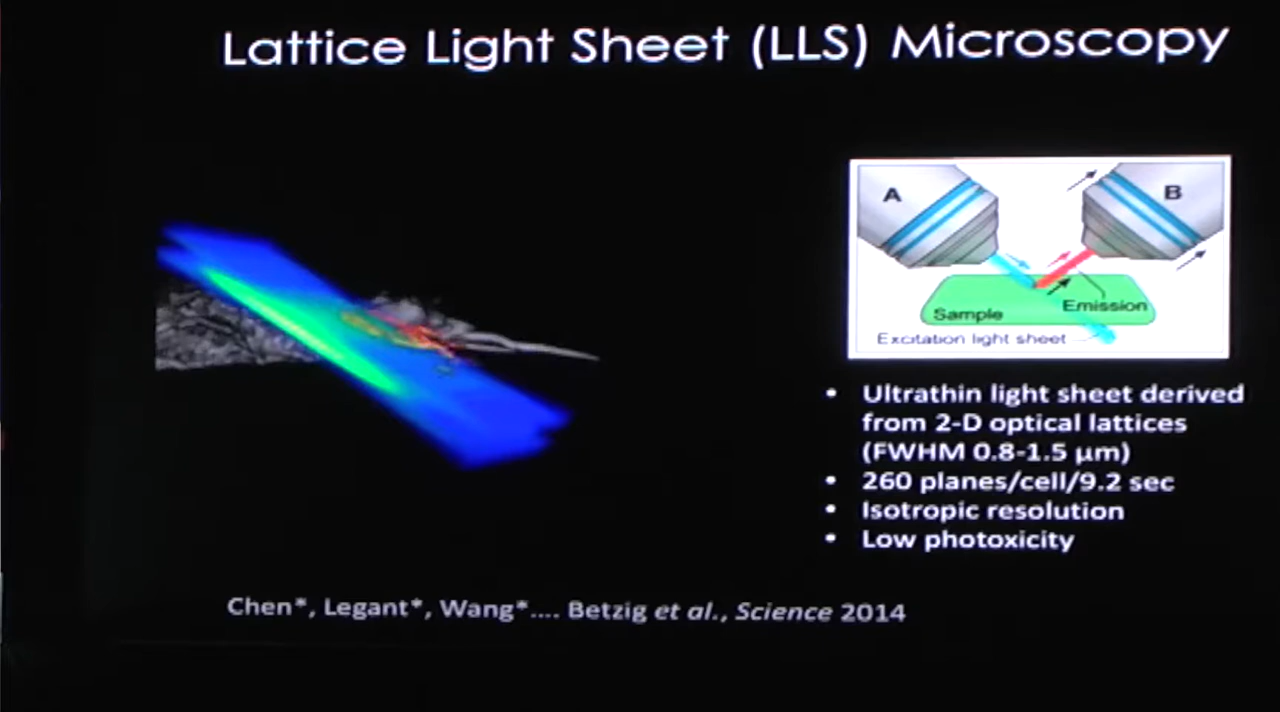 Lattice Light Sheet (LLS) Microscopy
A
B
Sample
Emission
Excitation light sheet
• Ultrathin light sheet derived
from 2-D optical lattices
(FWHM 0.8-1.5 µm)
• 260 planes/cell/9.2 sec
• Isotropic resolution
• Low photoxicity
Chen*, Legant*, Wang*.... Betzig et al., Science 2014